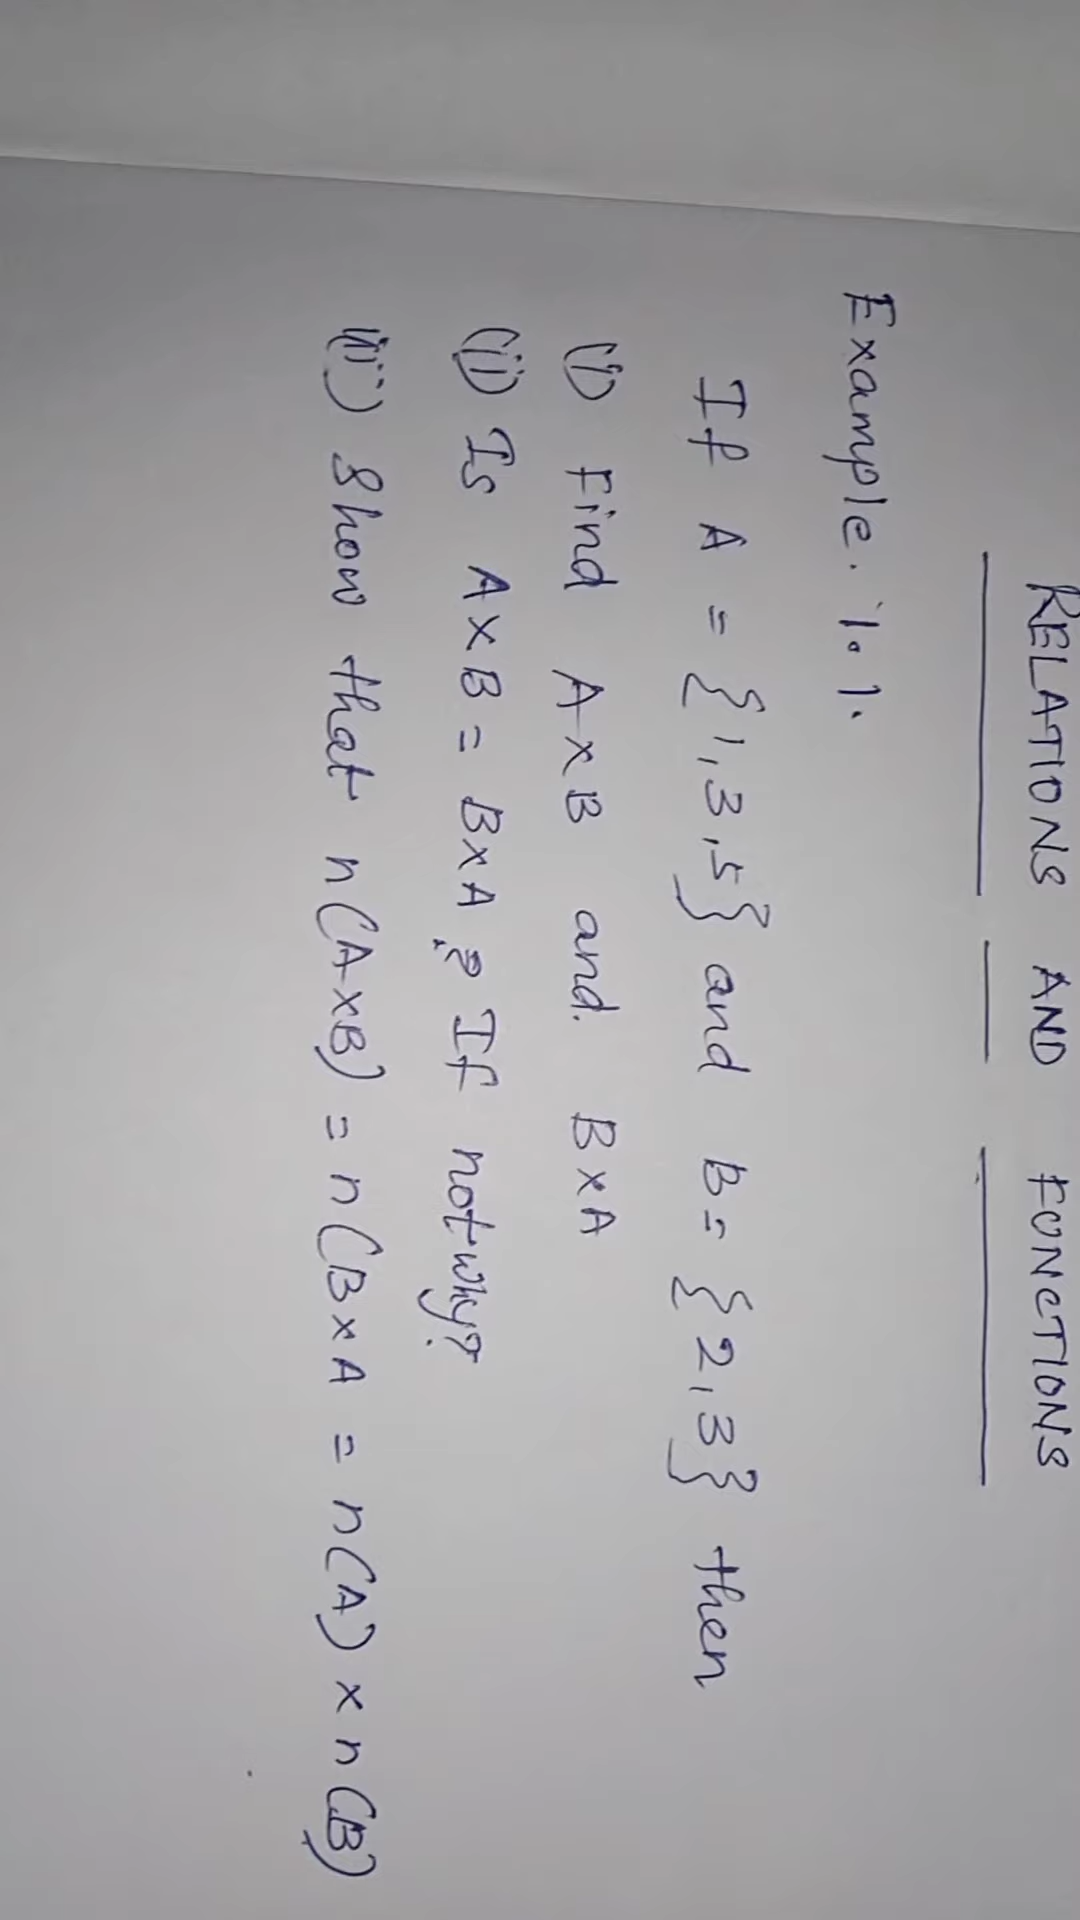 RELATIONS AND FUNCTIONS
Example. 1.1.
If A = {1,3,5} and B= {2,3} then
(i) Find A×B and. B×A
(ii) Is A×B = B×A ? If not why?
(iii) Show that n(A×B) = n(B×A = n(A) × n(B)